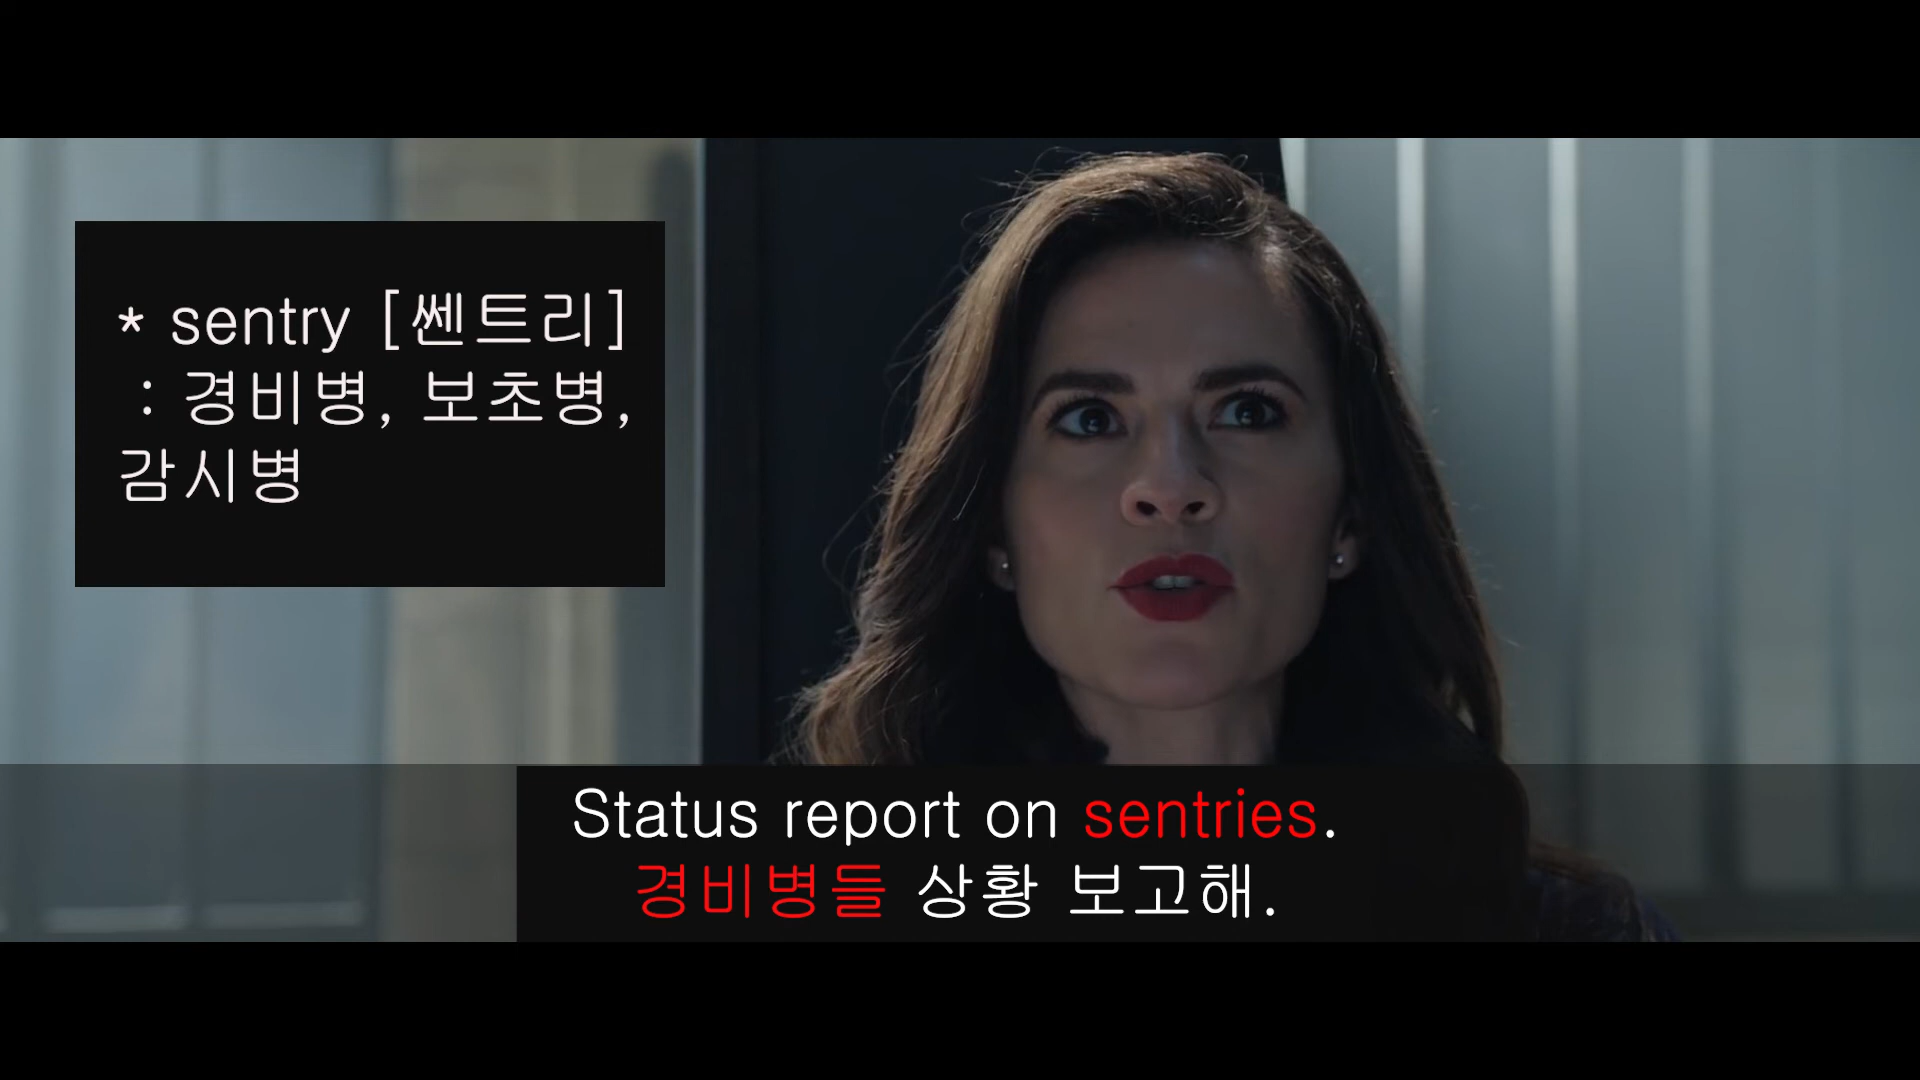 * sentry [쎈트리]
: 경비병, 보초병,
감시병
Status report on sentries.
경비병들 상황 보고해.